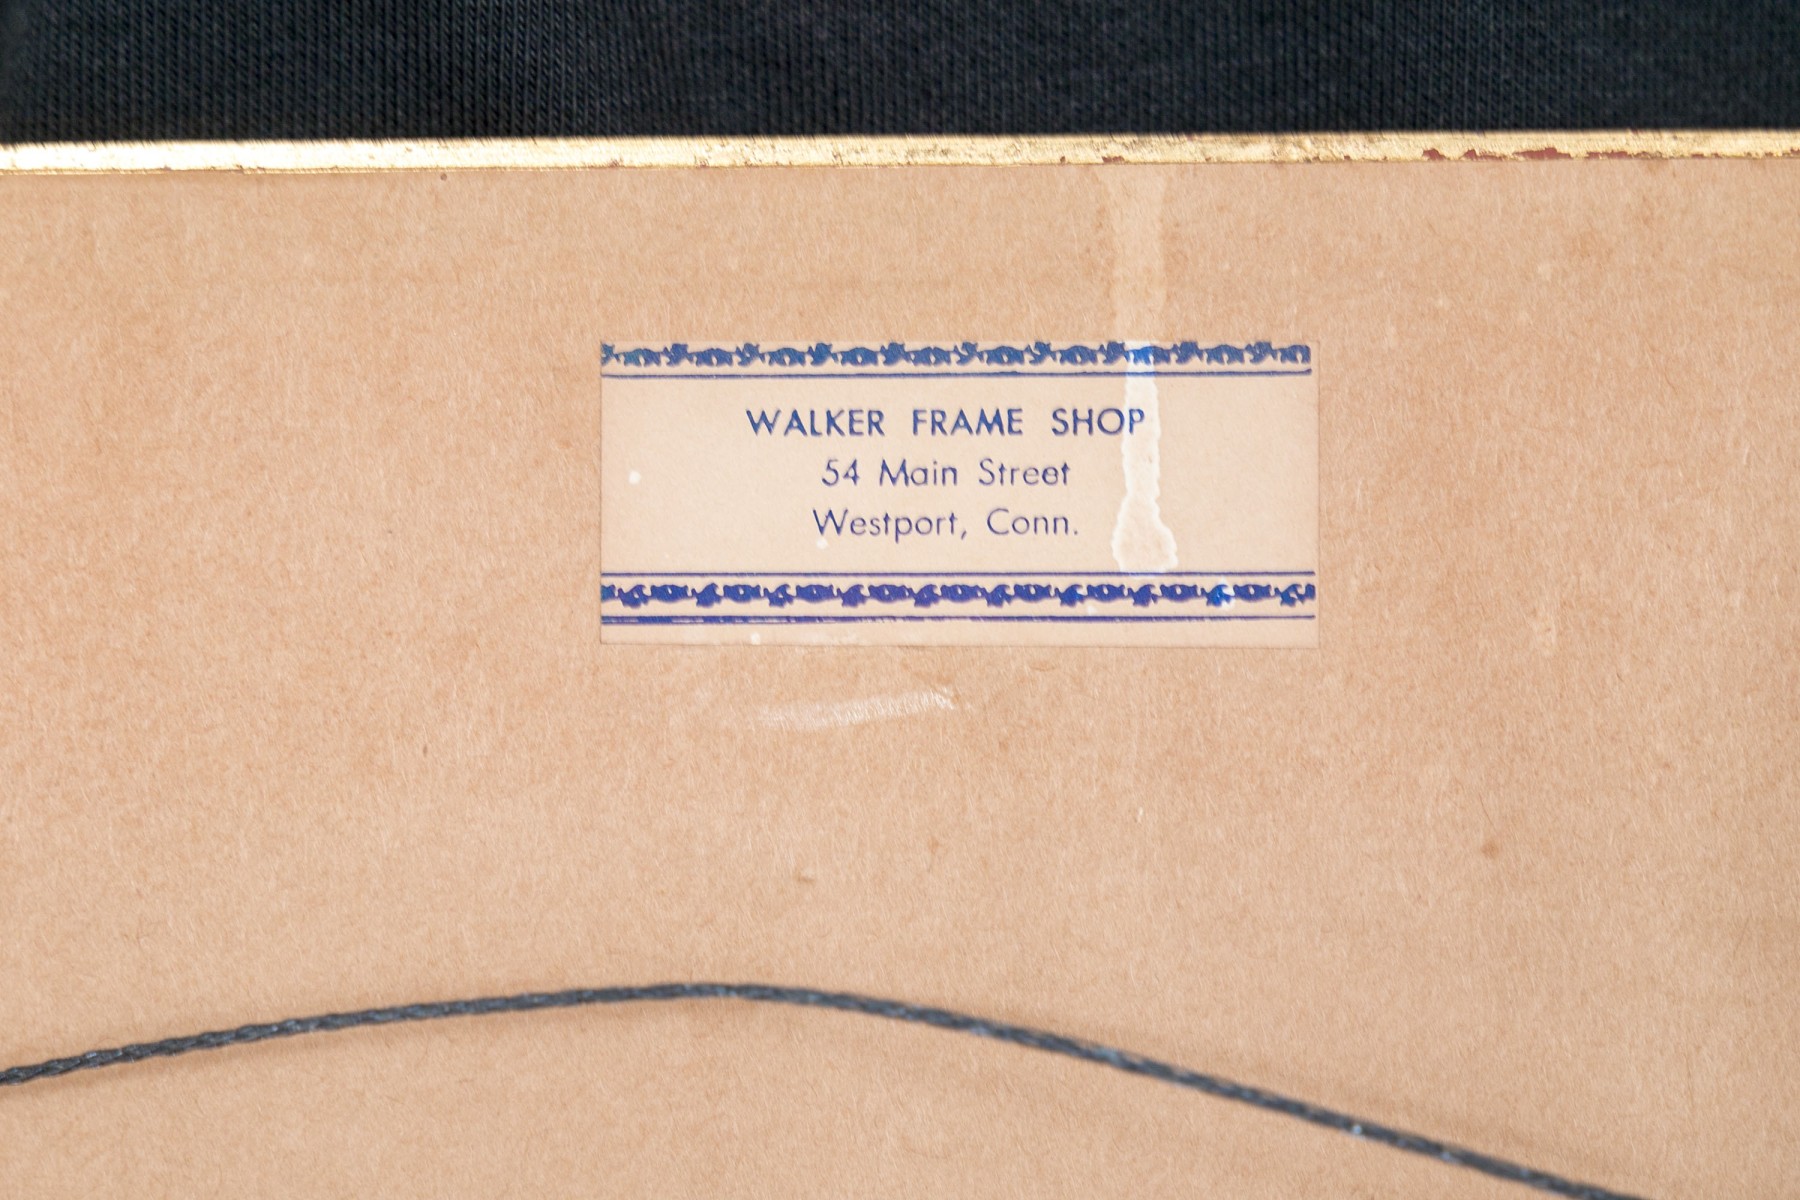 WALKER FRAME SHOP
54 Main Street
Westport, Conn.